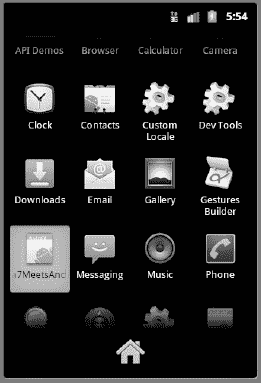 5:54
API Demos Browser Calculator Camera
Clock Contacts Custom Locale Dev Tools
Downloads Email Gallery Gestures Builder
7MeetsAnd Messaging Music Phone